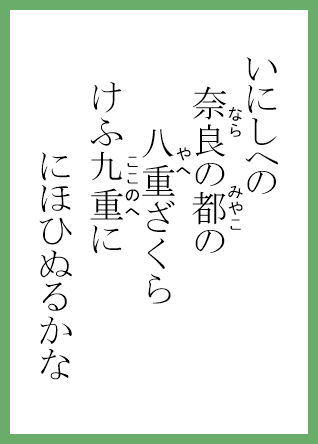 いにしへの
奈良の都の
八重ざくら
けふ九重に
にほひぬるかな
なら
みやこ
やへ
ここのへ